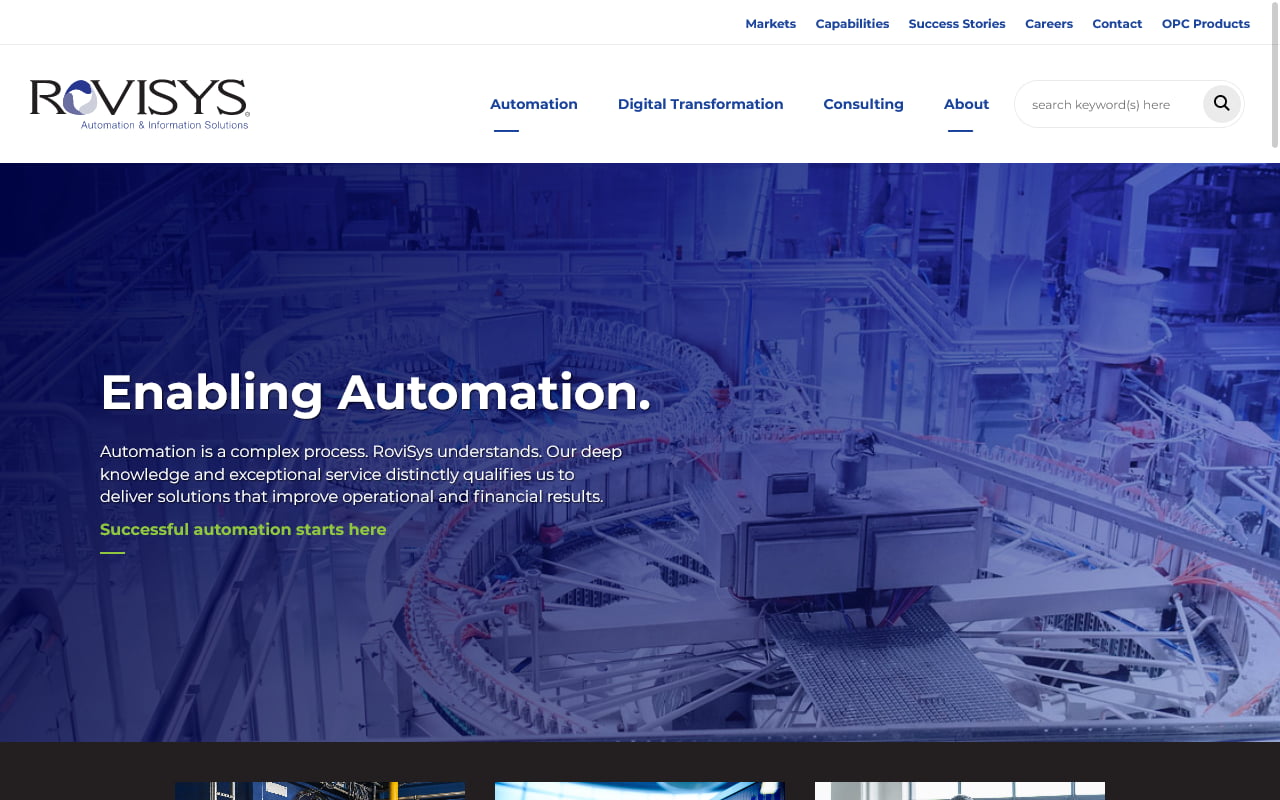 Markets Capabilities Success Stories Careers Contact OPC Products
ROVISYS®
Automation & Information Solutions
Automation Digital Transformation Consulting About search keyword(s) here
Enabling Automation.
Automation is a complex process. RoviSys understands. Our deep
knowledge and exceptional service distinctly qualifies us to
deliver solutions that improve operational and financial results.
Successful automation starts here